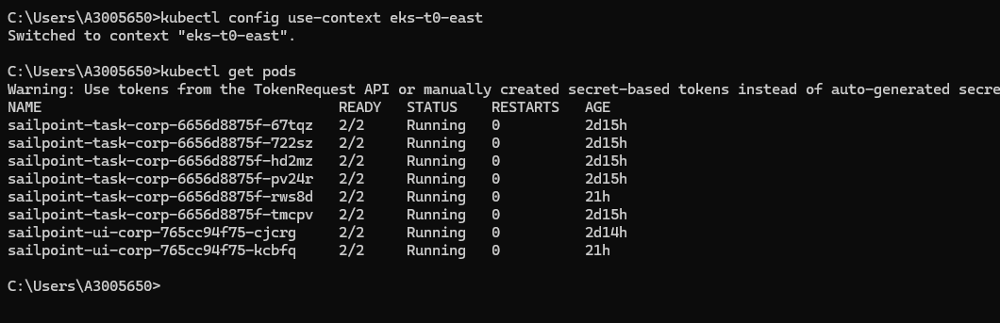 C:\Users\A3005650>kubectl config use-context eks-t0-east
Switched to context "eks-t0-east".
C:\Users\A3005650>kubectl get pods
Warning: Use tokens from the TokenRequest API or manually created secret-based tokens instead of auto-generated secre
NAME READY STATUS RESTARTS AGE
sailpoint-task-corp-6656d8875f-67tqz 2/2 Running 0 2d15h
sailpoint-task-corp-6656d8875f-722sz 2/2 Running 0 2d15h
sailpoint-task-corp-6656d8875f-hd2mz 2/2 Running 0 2d15h
sailpoint-task-corp-6656d8875f-pv24r 2/2 Running 0 2d15h
sailpoint-task-corp-6656d8875f-rws8d 2/2 Running 0 21h
sailpoint-task-corp-6656d8875f-tmcpv 2/2 Running 0 2d15h
sailpoint-ui-corp-765cc94f75-cjcrg 2/2 Running 0 2d14h
sailpoint-ui-corp-765cc94f75-kcbfq 2/2 Running 0 21h
C:\Users\A3005650>